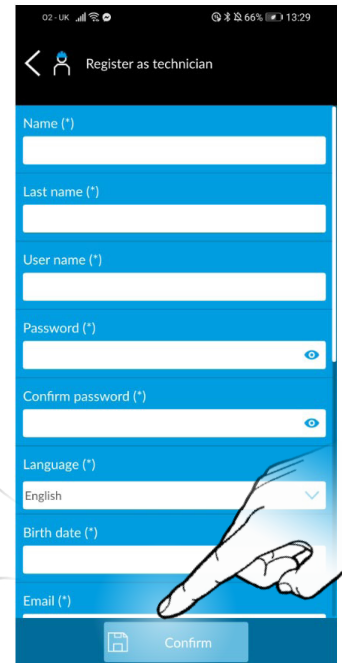 O2-UK 66% 13:29
Register as technician
Name (*)
Last name (*)
User name (*)
Password (*)
Confirm password (*)
Language (*)
English
Birth date (*)
Email (*)
Confirm